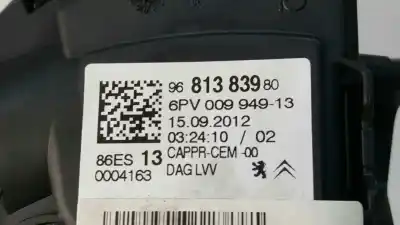 96 813 839 80
6PV 009 949-13
15.09.2012
03:24:10 / 02
86ES 13 CAPPR-CEM -00
0004163 DAG LVV